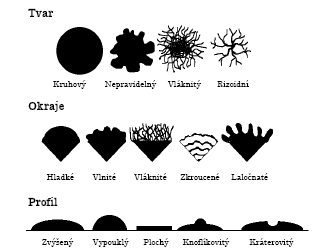 Tvar
Kruhový Nepravidelný Vláknitý Rizoidní
Okraje
Hladké Vlnité Vláknité Zkroucené Laločnaté
Profil
Zvýšený Vypouklý Plochý Knoflíkovitý Kráterovitý